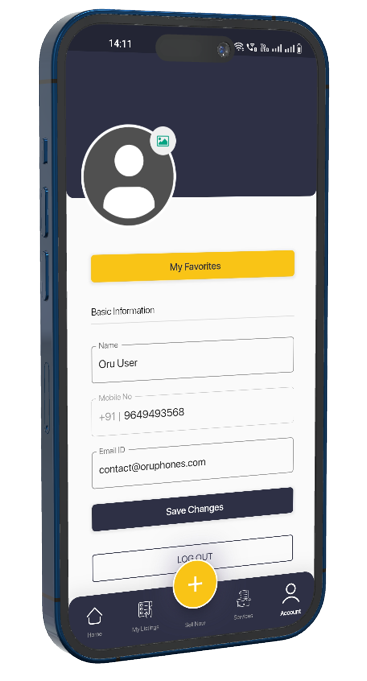 14:11
My Favorites
Basic Information
Name
Oru User
Mobile No
+91 | 9649493568
Email ID
contact@oruphones.com
Save Changes
LOG OUT
Home
My Listings
Sell Now
Services
Account